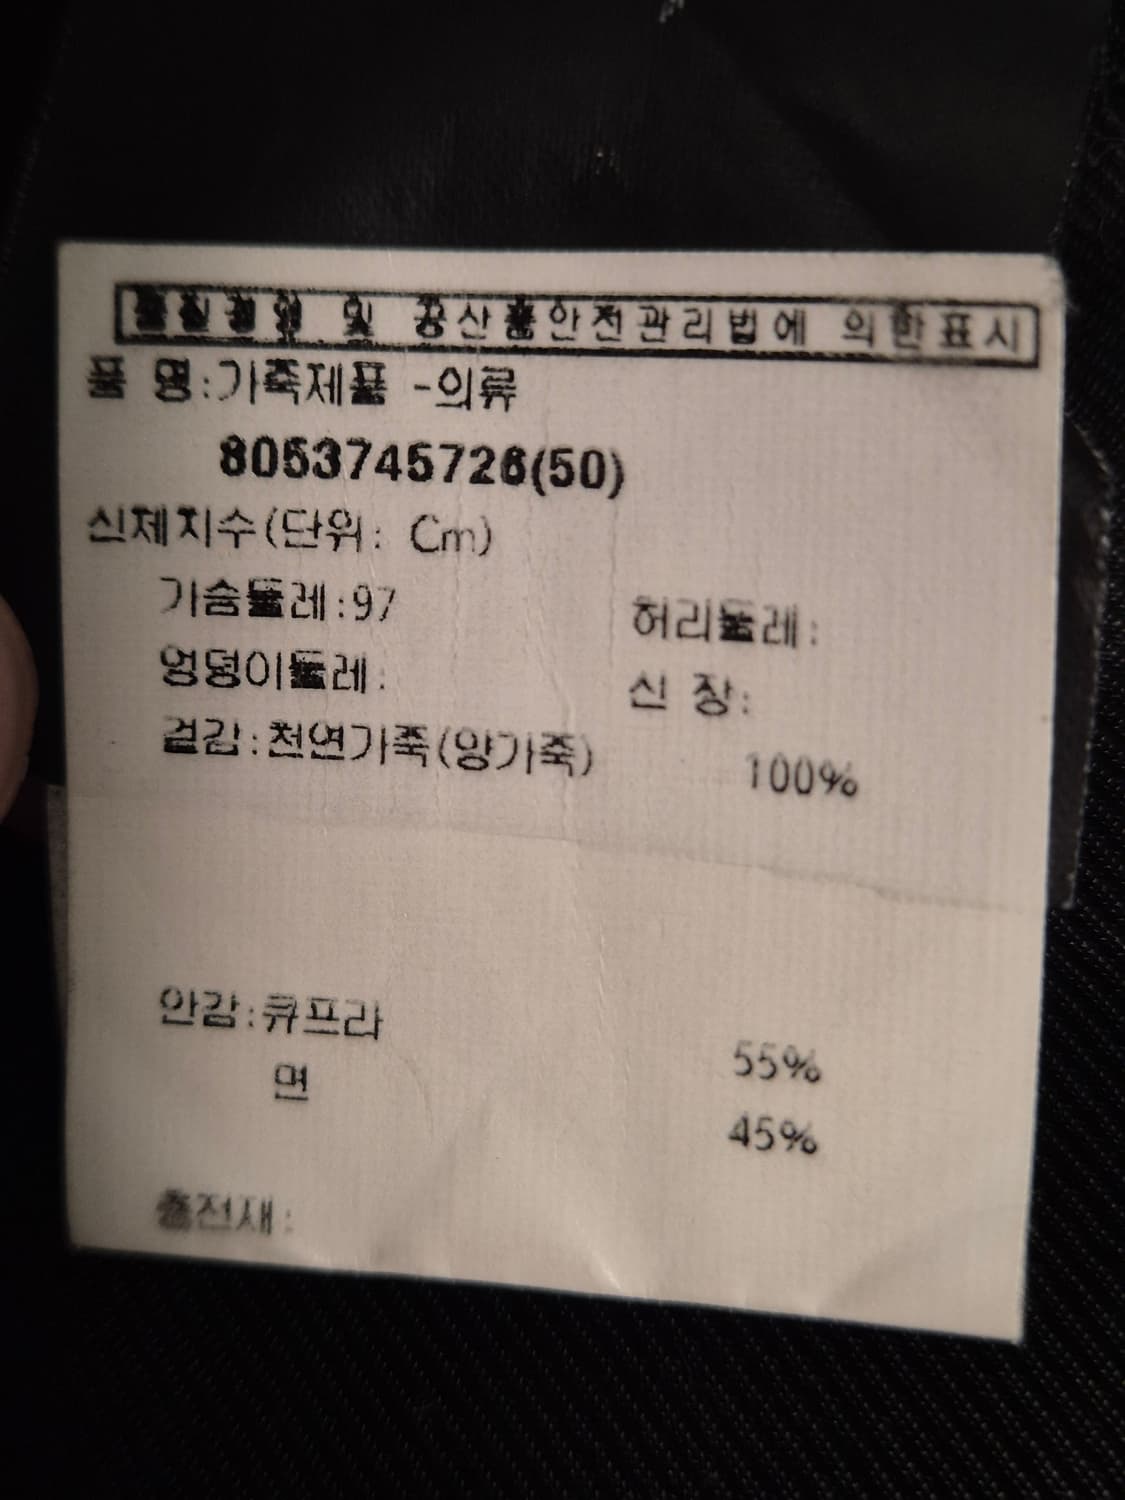 품질경영 및 공산품안전관리법에 의한표시
품 명:가죽제품 -의류
8053745726(50)
신체치수(단위: Cm)
가슴둘레:97 허리둘레:
엉덩이둘레: 신 장:
겉감:천연가죽(양가죽) 100%
안감:큐프라 55%
면 45%
충전재: